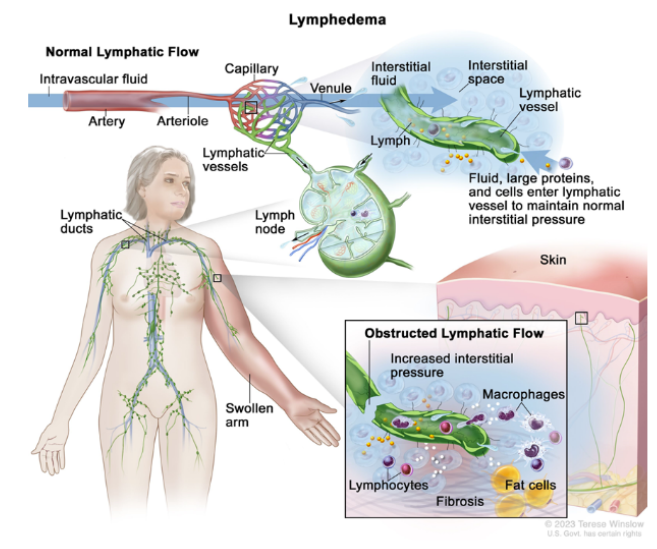 Lymphedema
Normal Lymphatic Flow
Intravascular fluid
Artery
Arteriole
Capillary
Venule
Lymphatic
vessels
Interstitial
fluid
Interstitial
space
Lymphatic
vessel
Lymph
Fluid, large proteins,
and cells enter lymphatic
vessel to maintain normal
interstitial pressure
Lymph
node
Lymphatic
ducts
Swollen
arm
Skin
Obstructed Lymphatic Flow
Increased interstitial
pressure
Macrophages
Lymphocytes
Fibrosis
Fat cells
© 2023 Terese Winslow
U.S. Govt. has certain rights